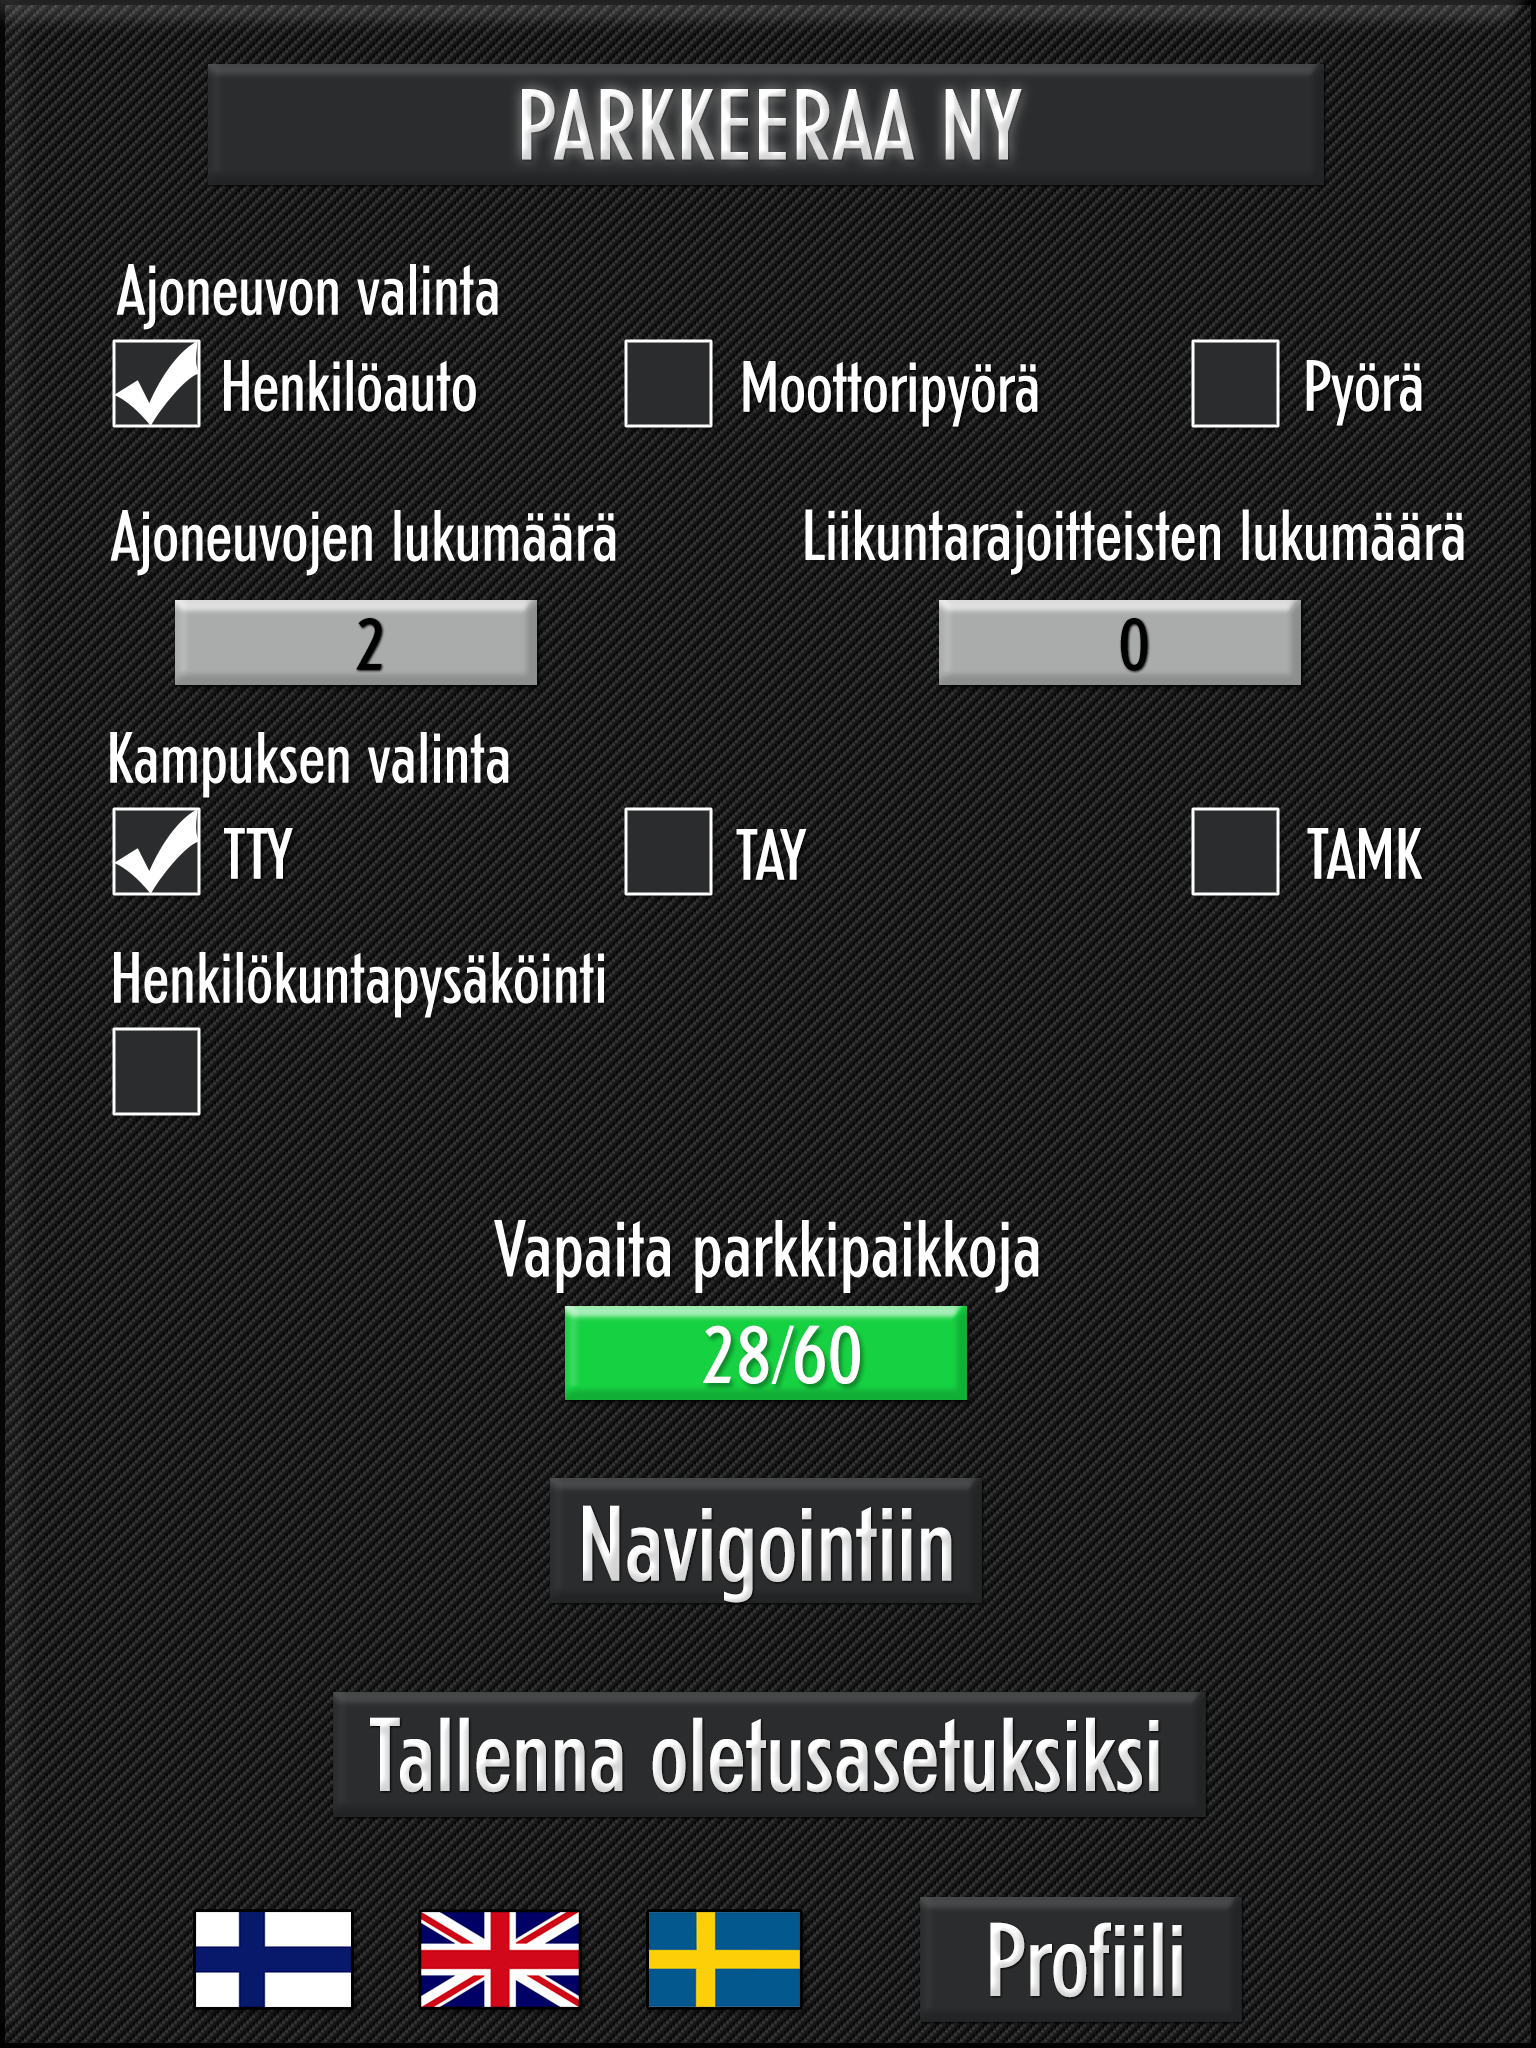 PARKKEERAA NY
Ajoneuvon valinta
Henkilöauto Moottoripyörä Pyörä
Ajoneuvojen lukumäärä Liikuntarajoitteisten lukumäärä
2 0
Kampuksen valinta
TTY TAY TAMK
Henkilökuntapysäköinti
Vapaita parkkipaikkoja
28/60
Navigointiin
Tallenna oletusasetuksiksi
Profiili